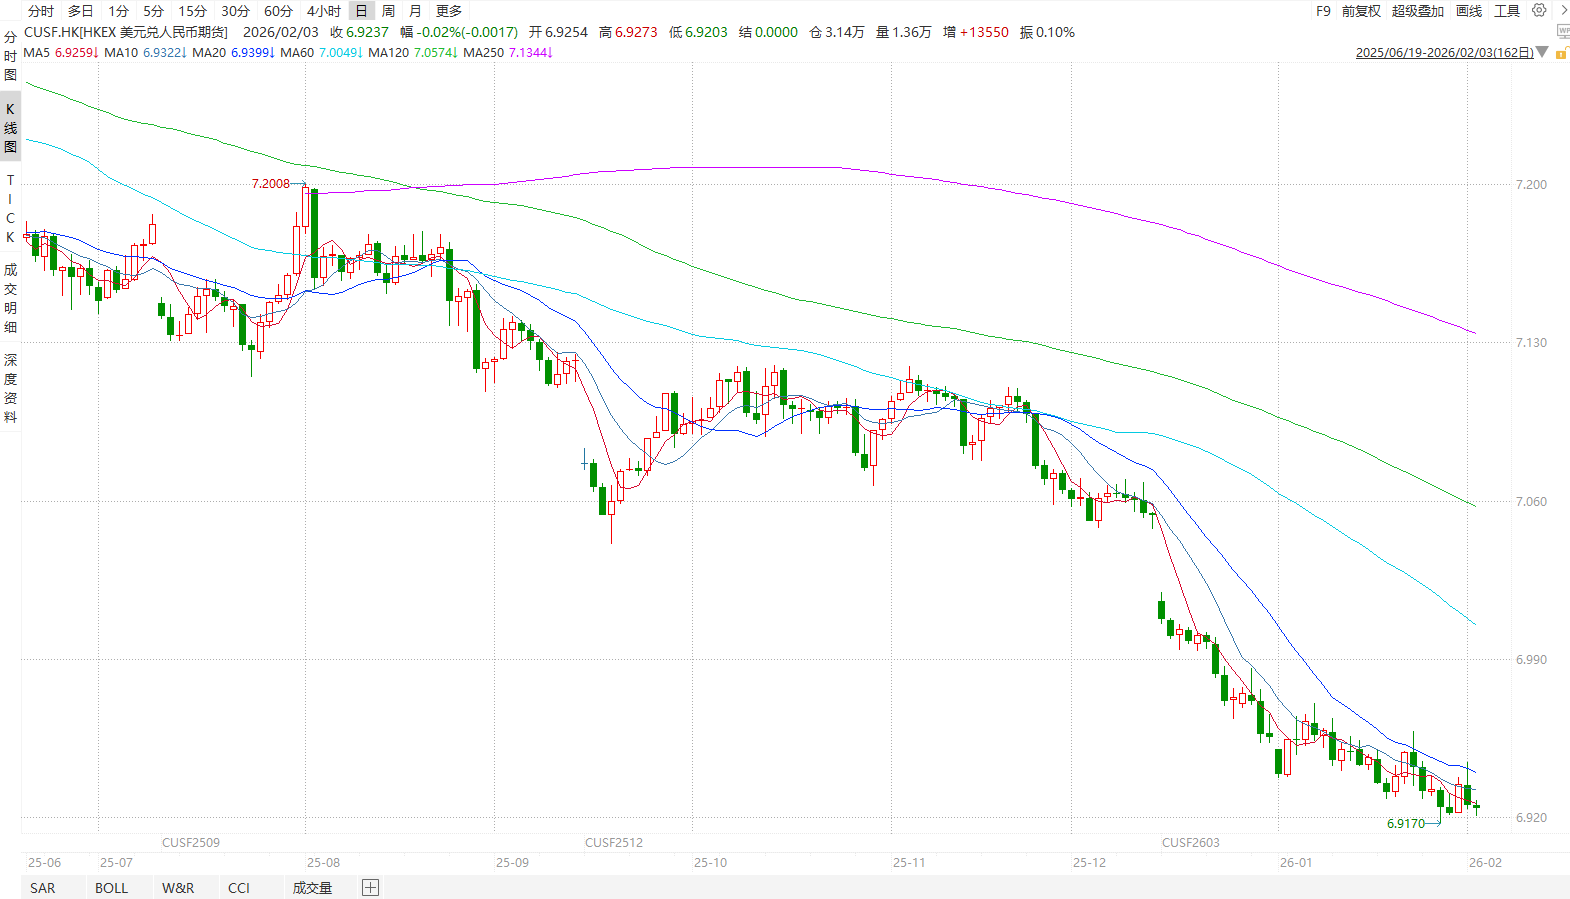 分时 多日 1分 5分 15分 30分 60分 4小时 日 周 月 更多 F9 前复权 超级叠加 画线 工具
CUSF.HK[HKEX 美元兑人民币期货] 2026/02/03 收 6.9237 幅 -0.02%(-0.0017) 开 6.9254 高 6.9273 低 6.9203 结 0.0000 仓 3.14万 量 1.36万 增 +13550 振 0.10%
MA5 6.9259↓ MA10 6.9322↓ MA20 6.9399↓ MA60 7.0049↓ MA120 7.0574↓ MA250 7.1344↓ 2025/06/19-2026/02/03(162日)
分时图
K线图
TICK
成交明细
深度资料
7.2008
7.200
7.130
7.060
6.990
6.920
6.9170
CUSF2509 CUSF2512 CUSF2603
25-06 25-07 25-08 25-09 25-10 25-11 25-12 26-01 26-02
SAR BOLL W&R CCI 成交量